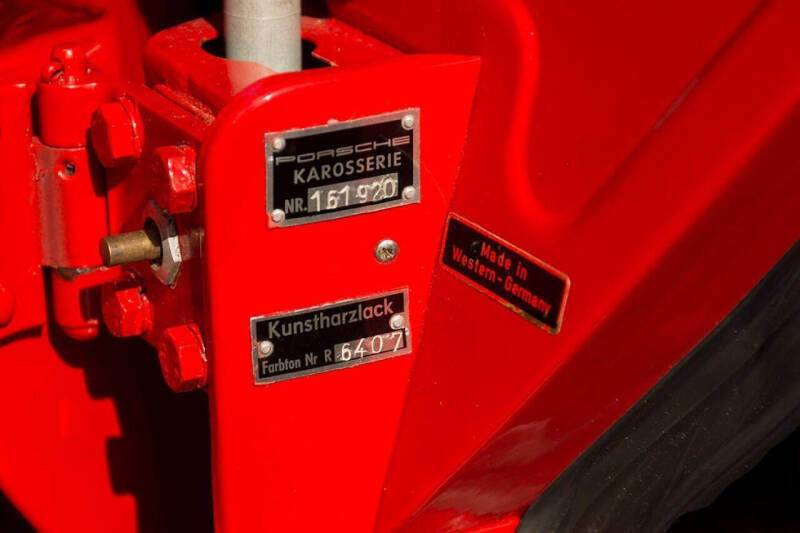 PORSCHE
KAROSSERIE
NR. 161920
Made in
Western-Germany
Kunstharzlack
Farbton Nr R 6407